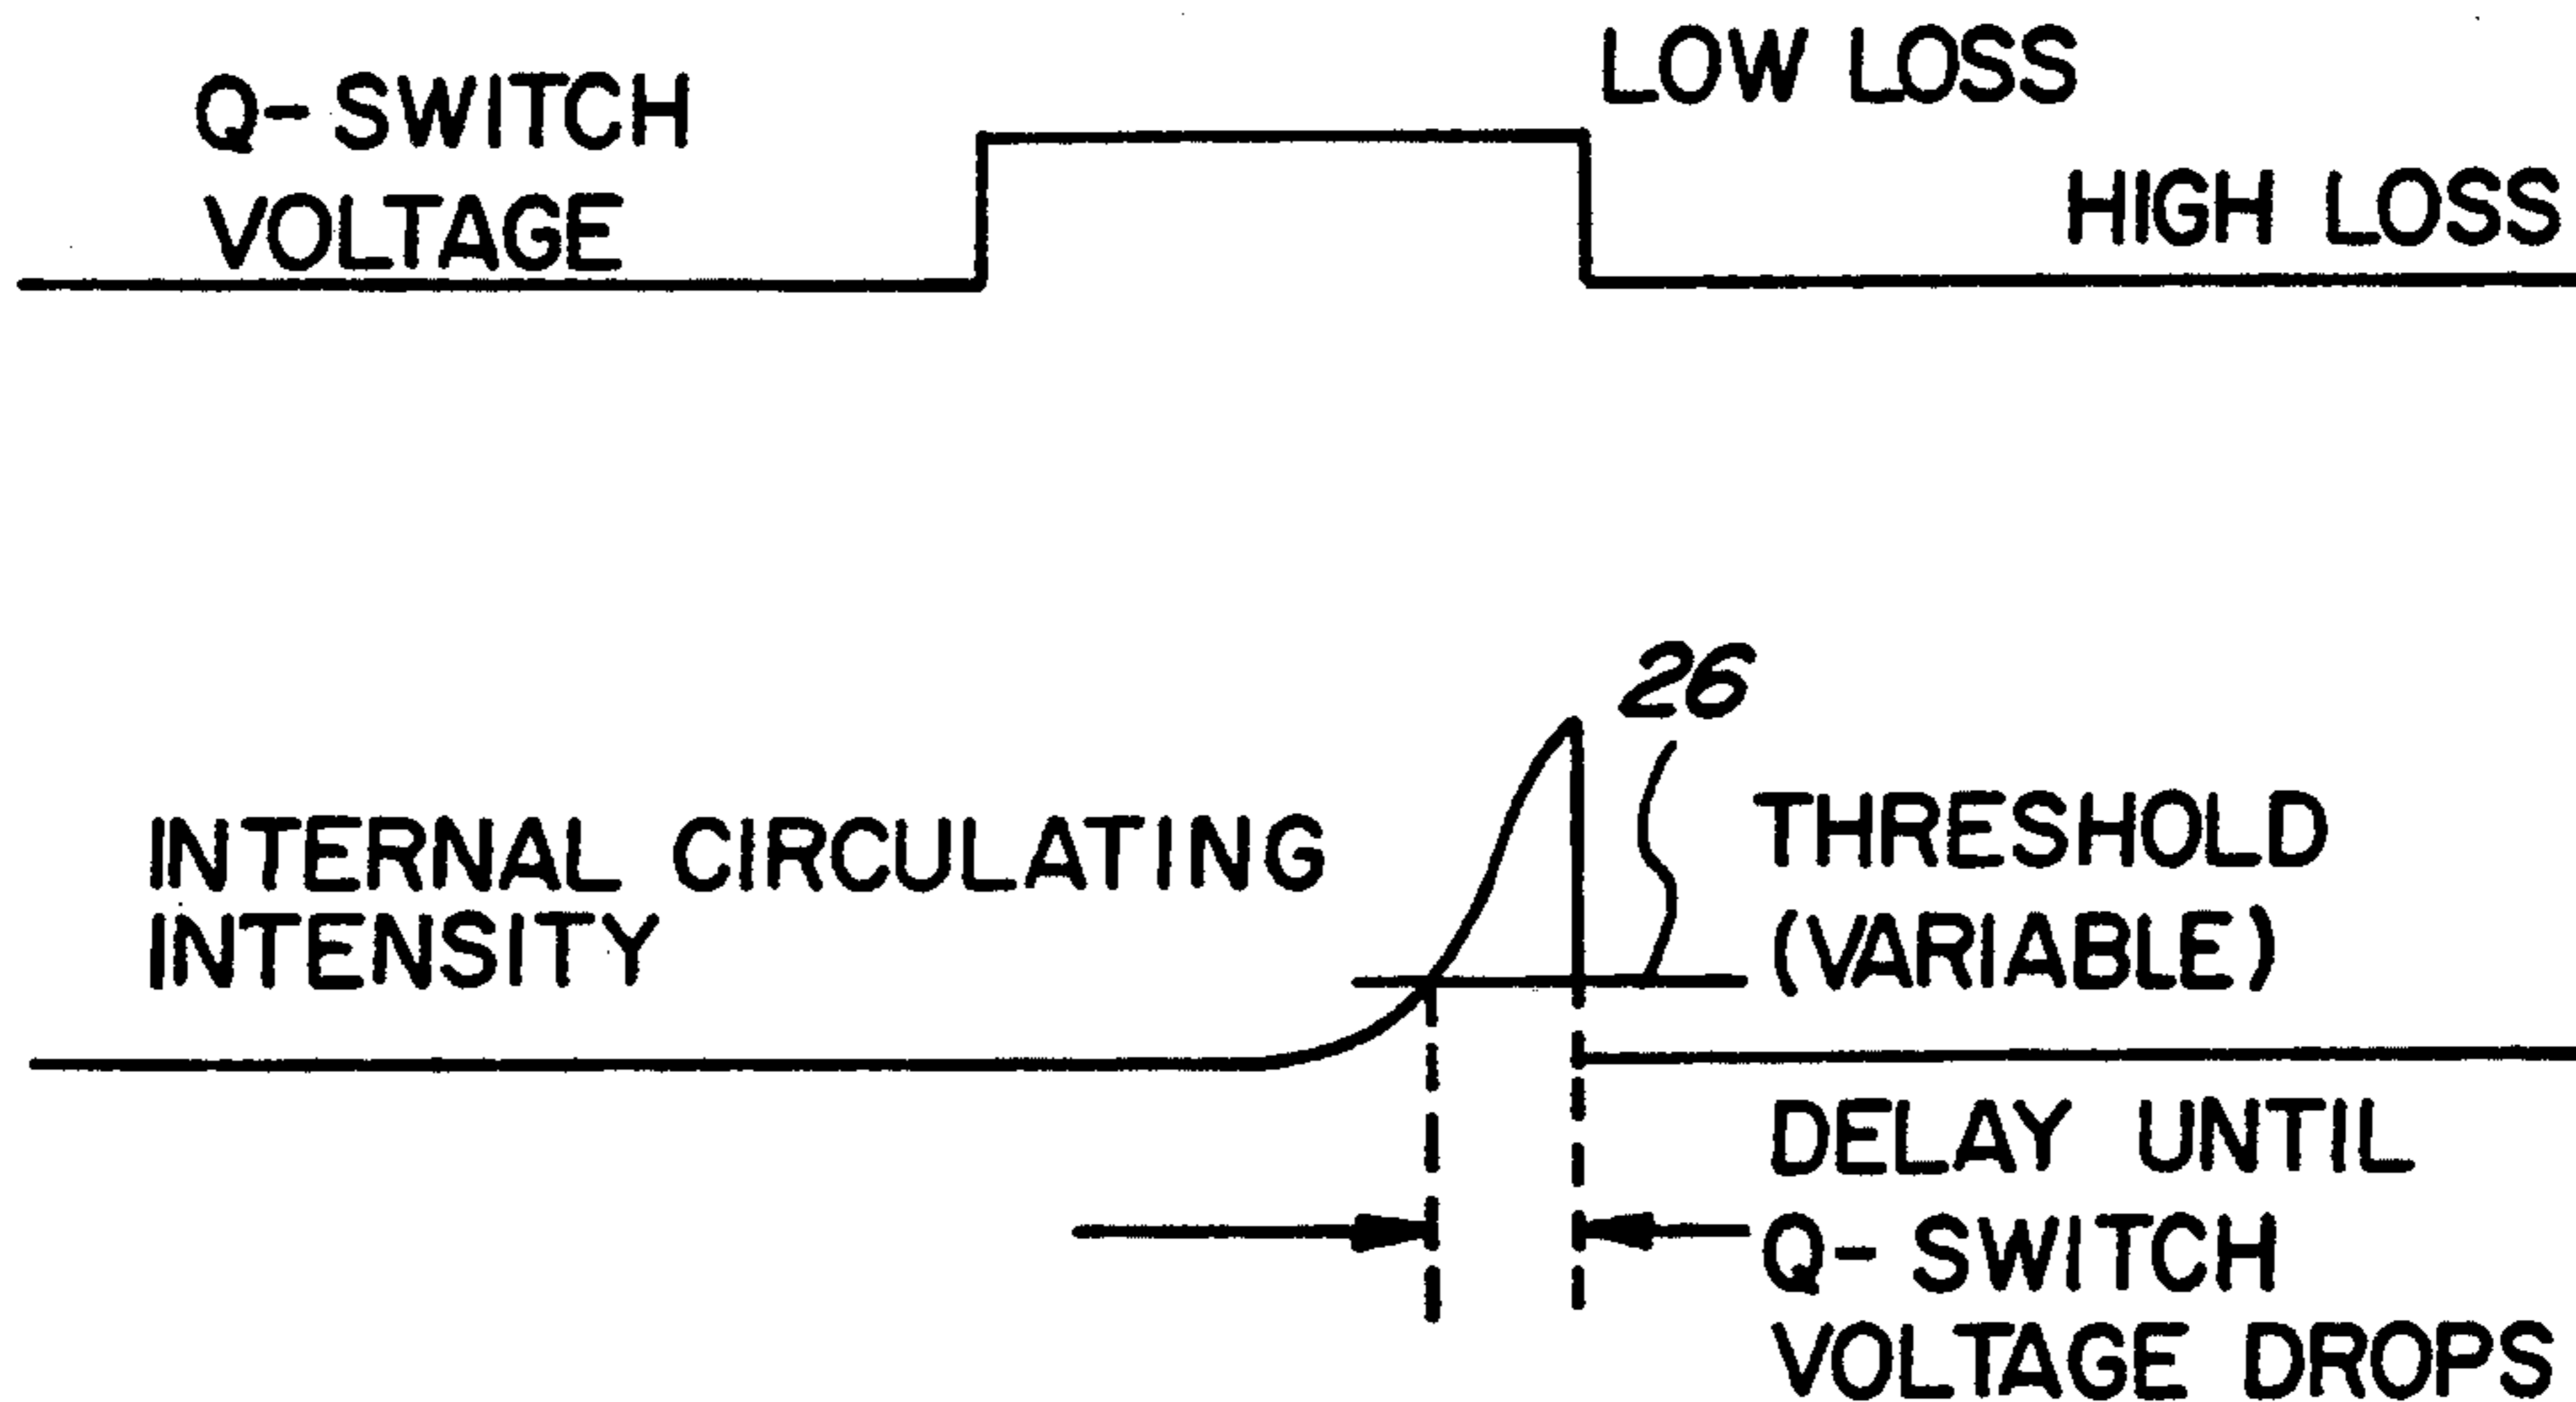 Q-SWITCH
VOLTAGE
LOW LOSS
HIGH LOSS
26
INTERNAL CIRCULATING
INTENSITY
THRESHOLD
(VARIABLE)
DELAY UNTIL
Q-SWITCH
VOLTAGE DROPS